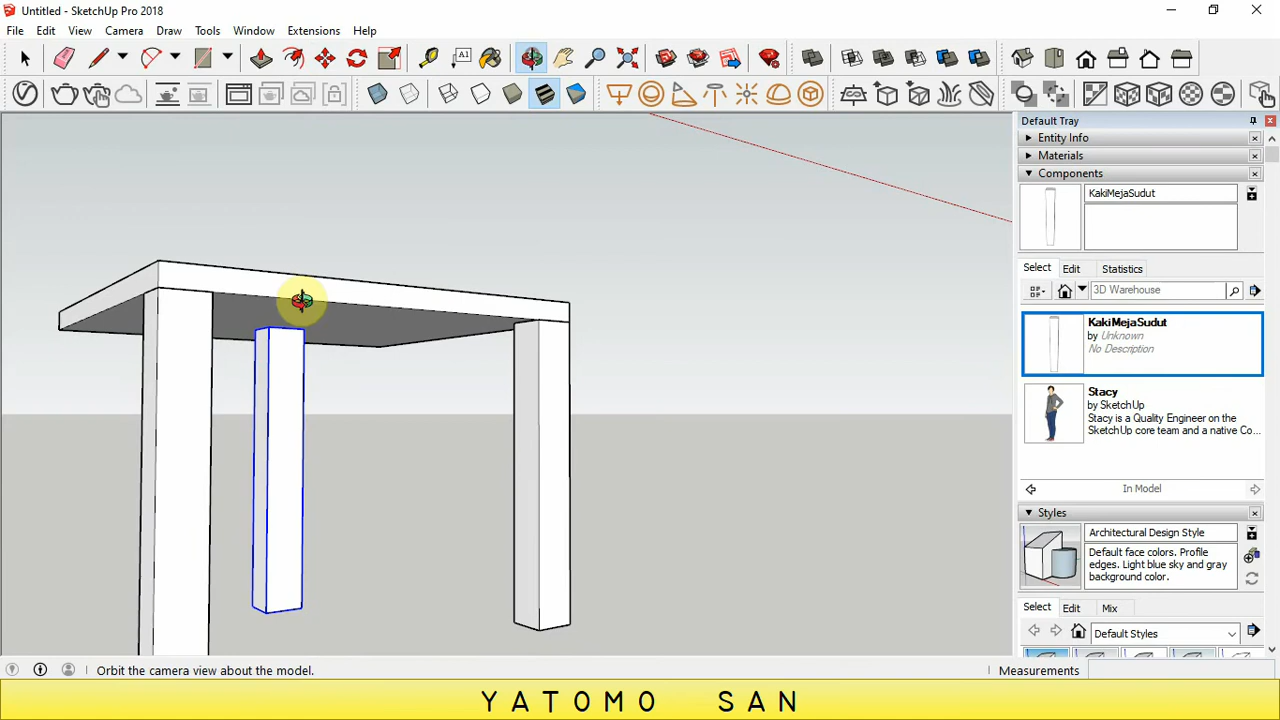 Untitled - SketchUp Pro 2018
File Edit View Camera Draw Tools Window Extensions Help
A1
Default Tray
Entity Info
Materials
Components
KakiMejaSudut
Select Edit Statistics
3D Warehouse
KakiMejaSudut
by Unknown
No Description
Stacy
by SketchUp
Stacy is a Quality Engineer on the
SketchUp core team and a native Co...
In Model
Styles
Architectural Design Style
Default face colors. Profile
edges. Light blue sky and gray
background color.
Select Edit Mix
Default Styles
Orbit the camera view about the model.
Measurements
YATOMO SAN